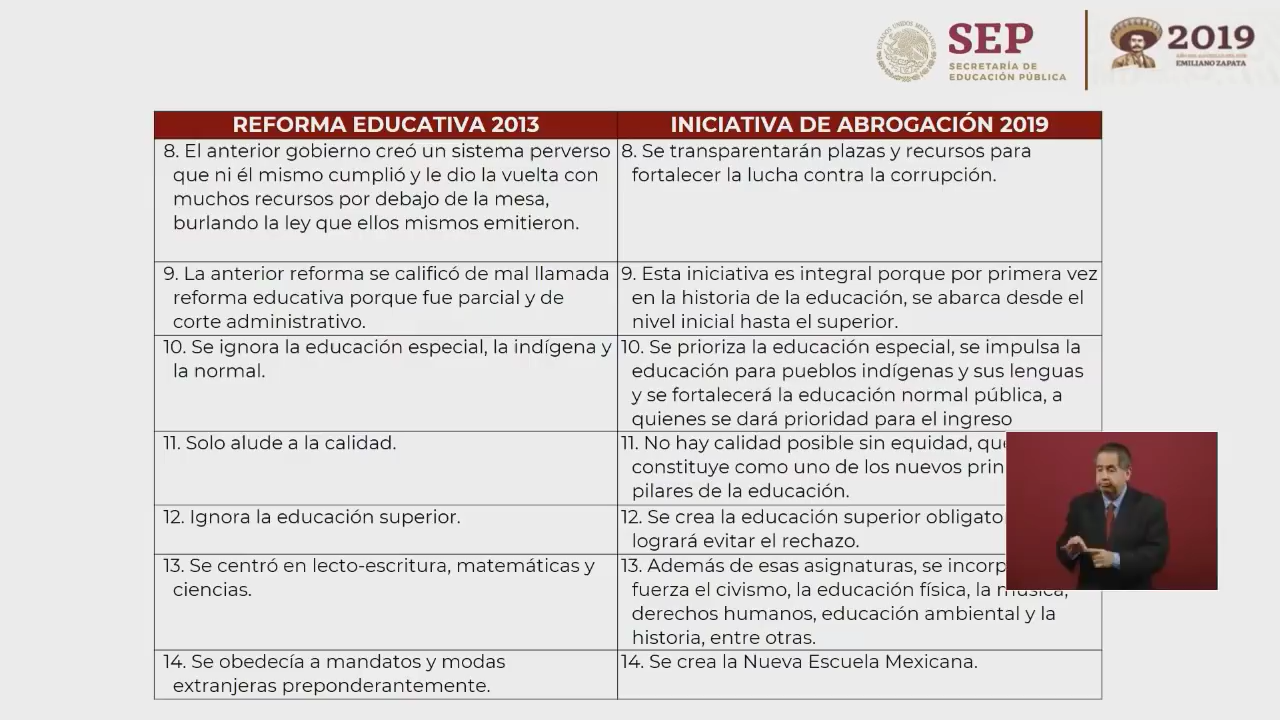 SEP
SECRETARÍA DE
EDUCACIÓN PÚBLICA
2019
EMILIANO ZAPATA
REFORMA EDUCATIVA 2013
INICIATIVA DE ABROGACIÓN 2019
8. El anterior gobierno creó un sistema perverso
que ni él mismo cumplió y le dio la vuelta con
muchos recursos por debajo de la mesa,
burlando la ley que ellos mismos emitieron.
8. Se transparentarán plazas y recursos para
fortalecer la lucha contra la corrupción.
9. La anterior reforma se calificó de mal llamada
reforma educativa porque fue parcial y de
corte administrativo.
9. Esta iniciativa es integral porque por primera vez
en la historia de la educación, se abarca desde el
nivel inicial hasta el superior.
10. Se ignora la educación especial, la indígena y
la normal.
10. Se prioriza la educación especial, se impulsa la
educación para pueblos indígenas y sus lenguas
y se fortalecerá la educación normal pública, a
quienes se dará prioridad para el ingreso
11. Solo alude a la calidad.
11. No hay calidad posible sin equidad,
constituye como uno de los nuevos
pilares de la educación.
12. Ignora la educación superior.
12. Se crea la educación superior
logrará evitar el rechazo.
13. Se centró en lecto-escritura, matemáticas y
ciencias.
13. Además de esas asignaturas, se
fuerza el civismo, la educación física, la música,
derechos humanos, educación ambiental y la
historia, entre otras.
14. Se obedecía a mandatos y modas
extranjeras preponderantemente.
14. Se crea la Nueva Escuela Mexicana.